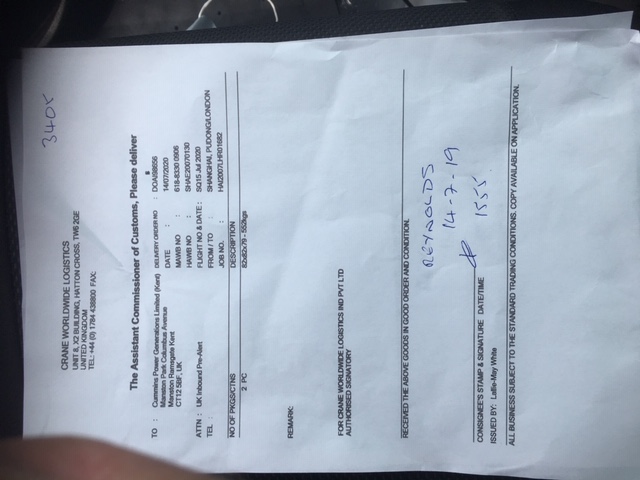 3405
CRANE WORLDWIDE LOGISTICS
UNIT 8, X2 BUILDING, HATTON CROSS, TW6 2GE
UNITED KINGDOM
TEL: +44 (0) 1784 438800 FAX:
The Assistant Commissioner of Customs, Please deliver
TO : Cummins Power Generations Limited (Kent) DELIVERY ORDER NO : DOAI98656
Manston Park Columbus Avenue DATE : 14/07/2020
Manston Ramsgate Kent MAWB NO : 618-8330 0906
CT12 5BF, UK HAWB NO : SHAE20070130
ATTN : UK Inbound Pre-Alert FLIGHT NO & DATE : SQ15 Jul 2020
TEL : FROM / TO : SHANGHAI, PUDONG/LONDON
JOB NO. : HAI2007LHR01682
NO OF PKGS/CTNS DESCRIPTION
2 PC 82x82x79 - 552kgs
REMARK:
FOR CRANE WORLDWIDE LOGISTICS IND PVT LTD
AUTHORISED SIGNATORY
RECEIVED THE ABOVE GOODS IN GOOD ORDER AND CONDITION.
REYNOLDS
14-7-19
1555
CONSIGNEE'S STAMP & SIGNATURE DATE/TIME
ISSUED BY: Lallie-May White
ALL BUSINESS SUBJECT TO THE STANDARD TRADING CONDITIONS. COPY AVAILABLE ON APPLICATION.